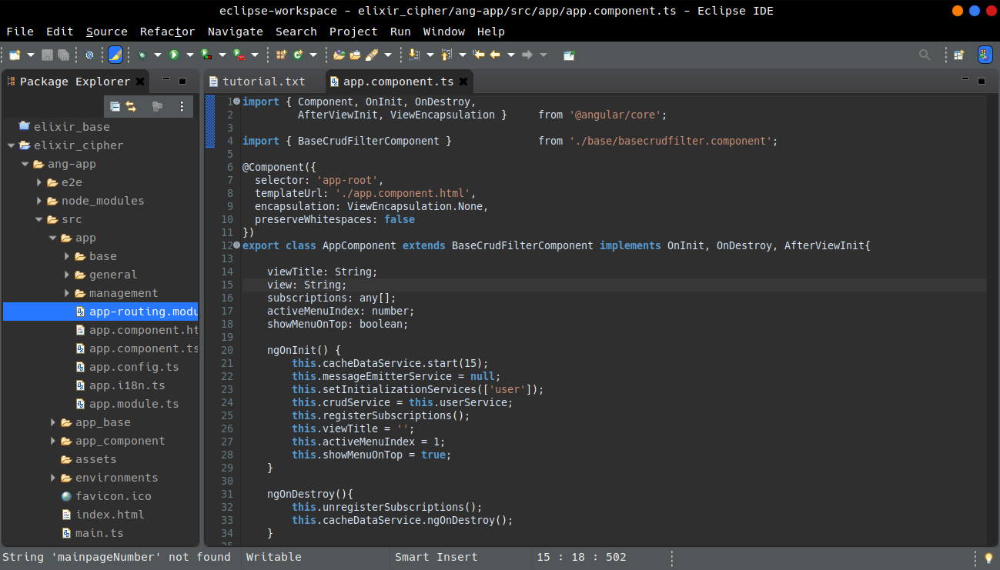 eclipse-workspace - elixir_cipher/ang-app/src/app/app.component.ts - Eclipse IDE
File Edit Source Refactor Navigate Search Project Run Window Help
Package Explorer
tutorial.txt
app.component.ts
elixir_base
elixir_cipher
ang-app
e2e
node_modules
src
app
base
general
management
app-routing.modu
app.component.ht
app.component.ts
app.config.ts
app.i18n.ts
app.module.ts
app_base
app_component
assets
environments
favicon.ico
index.html
main.ts
1 import { Component, OnInit, OnDestroy,
2 AfterViewInit, ViewEncapsulation } from '@angular/core';
3
4 import { BaseCrudFilterComponent } from './base/basecrudfilter.component';
5
6 @Component({
7 selector: 'app-root',
8 templateUrl: './app.component.html',
9 encapsulation: ViewEncapsulation.None,
10 preserveWhitespaces: false
11 })
12 export class AppComponent extends BaseCrudFilterComponent implements OnInit, OnDestroy, AfterViewInit{
13
14 viewTitle: String;
15 view: String;
16 subscriptions: any[];
17 activeMenuIndex: number;
18 showMenuOnTop: boolean;
19
20 ngOnInit() {
21 this.cacheDataService.start(15);
22 this.messageEmitterService = null;
23 this.setInitializationServices(['user']);
24 this.crudService = this.userService;
25 this.registerSubscriptions();
26 this.viewTitle = '';
27 this.activeMenuIndex = 1;
28 this.showMenuOnTop = true;
29 }
30
31 ngOnDestroy(){
32 this.unregisterSubscriptions();
33 this.cacheDataService.ngOnDestroy();
34 }
String 'mainpageNumber' not found
Writable
Smart Insert
15 : 18 : 502